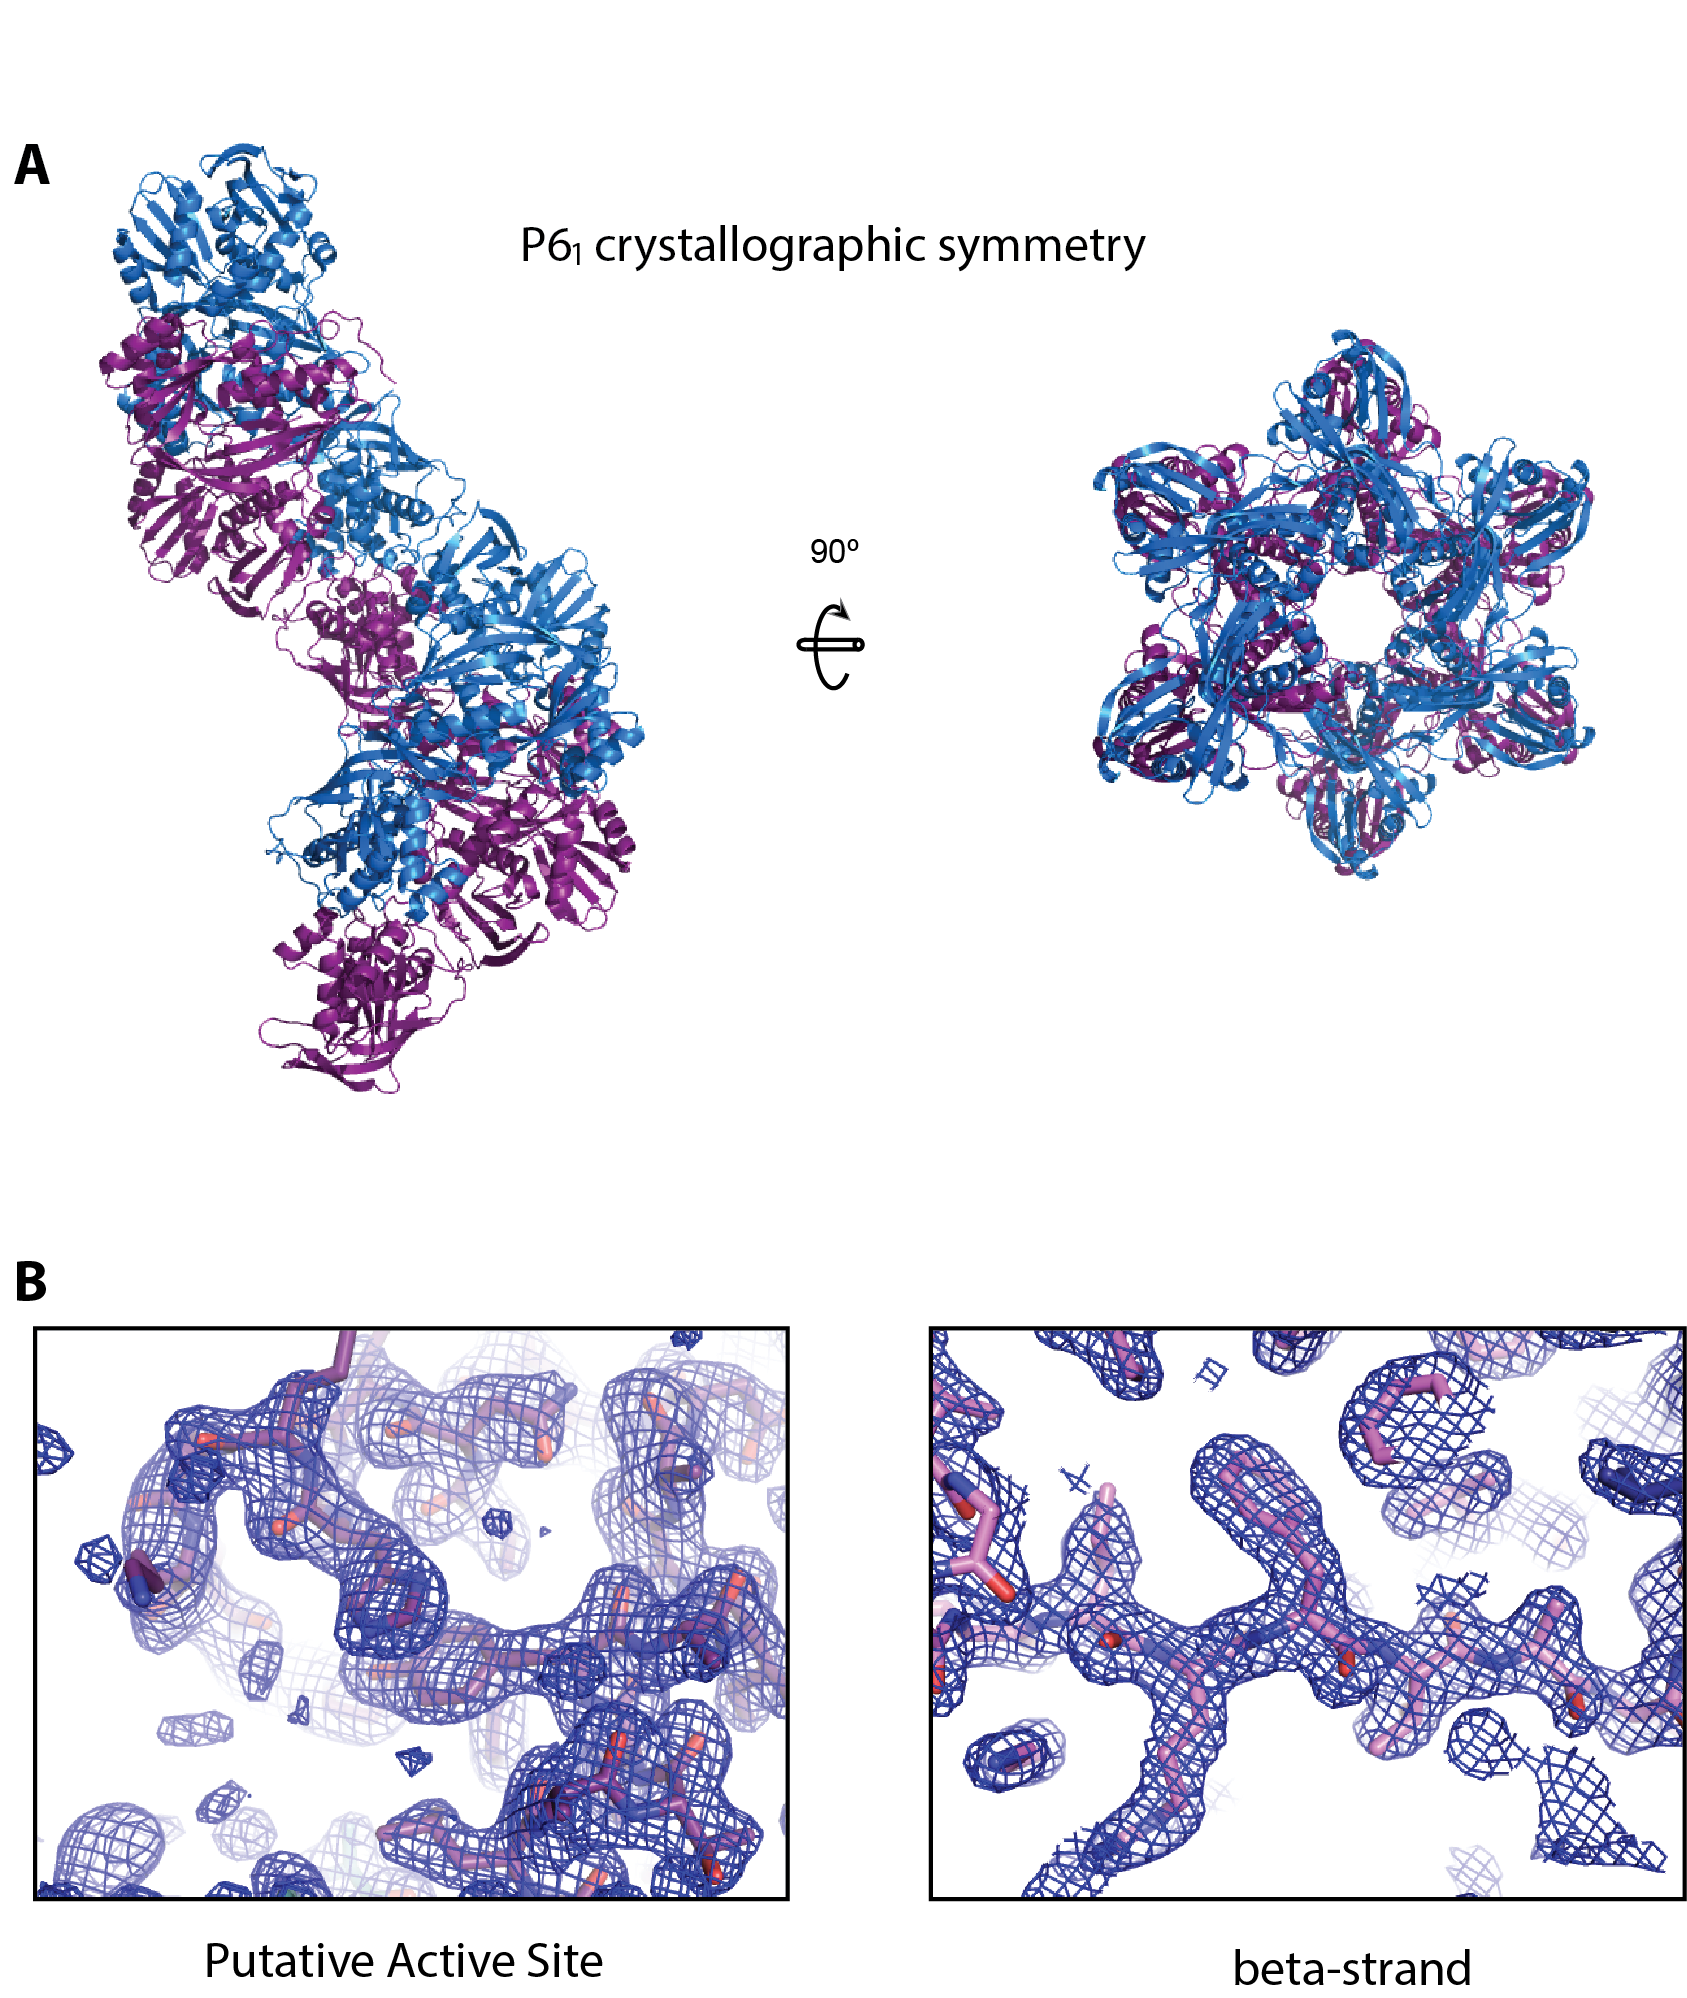 A
P6₁ crystallographic symmetry
90º
B
Putative Active Site
beta-strand